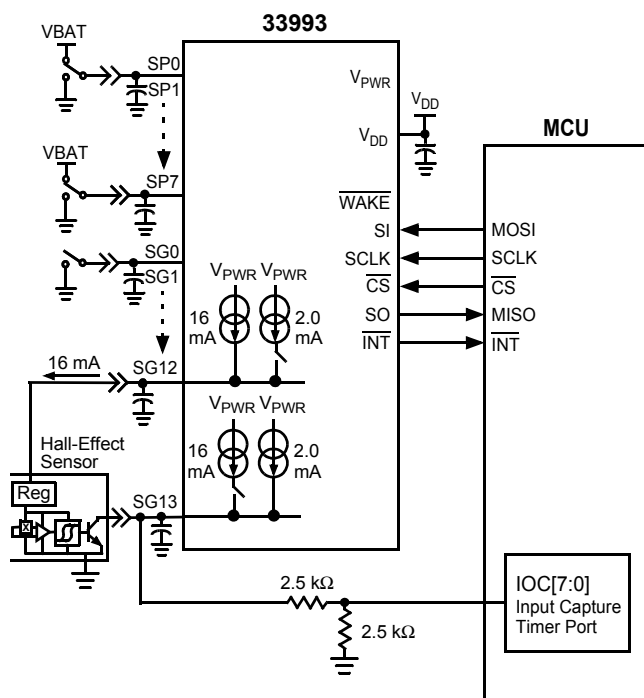 33993
VBAT
SP0
SP1
VPWR
VDD
VDD
MCU
VBAT
SP7
WAKE
SI
MOSI
SG0
SCLK
SCLK
SG1
VPWR
VPWR
CS
CS
SO
MISO
16 mA
2.0 mA
INT
INT
16 mA
SG12
VPWR
VPWR
Hall-Effect
Sensor
16 mA
2.0 mA
Reg
SG13
X
2.5 kΩ
IOC[7:0]
Input Capture
Timer Port
2.5 kΩ